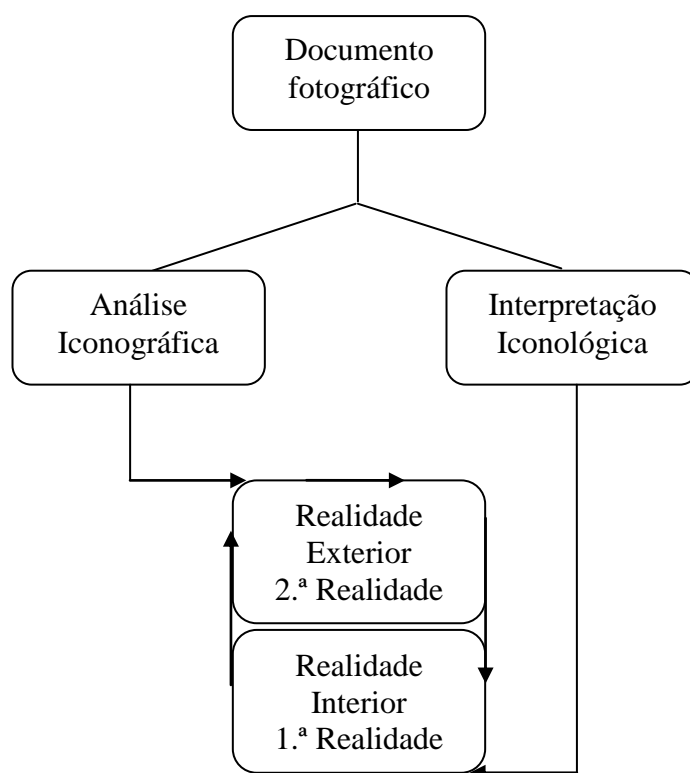 Documento
fotográfico
Análise
Iconográfica
Interpretação
Iconológica
Realidade
Exterior
2.ª Realidade
Realidade
Interior
1.ª Realidade